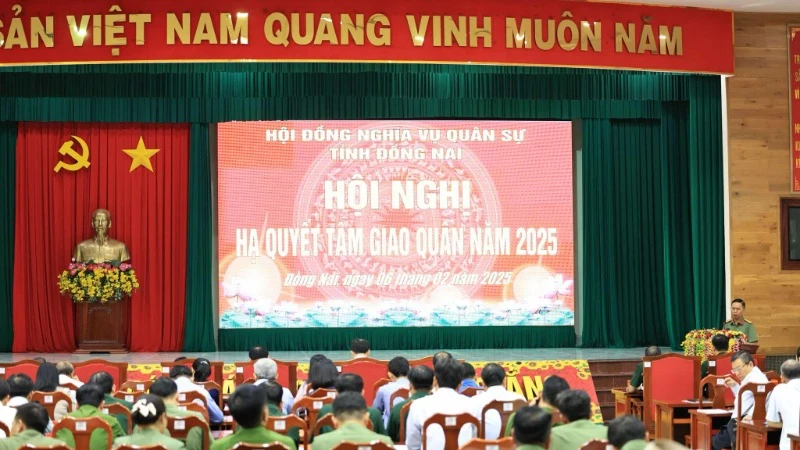 SẢN VIỆT NAM QUANG VINH MUÔN NĂM
HỘI ĐỒNG NGHĨA VỤ QUÂN SỰ
TỈNH ĐỒNG NAI
HỘI NGHỊ
HẠ QUYẾT TÂM GIAO QUÂN NĂM 2025
Đồng Nai, ngày 06 tháng 02 năm 2025